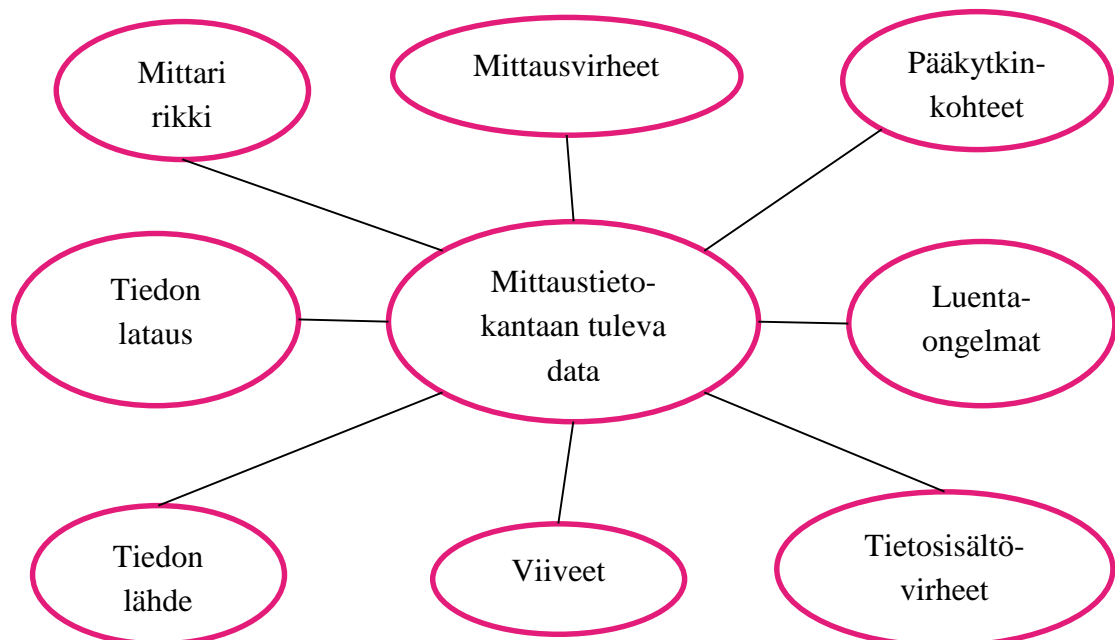 Mittari
rikki
Mittausvirheet
Pääkytkin-
kohteet
Tiedon
lataus
Mittaustieto-
kantaan tuleva
data
Luenta-
ongelmat
Tiedon
lähde
Viiveet
Tietosisältö-
virheet